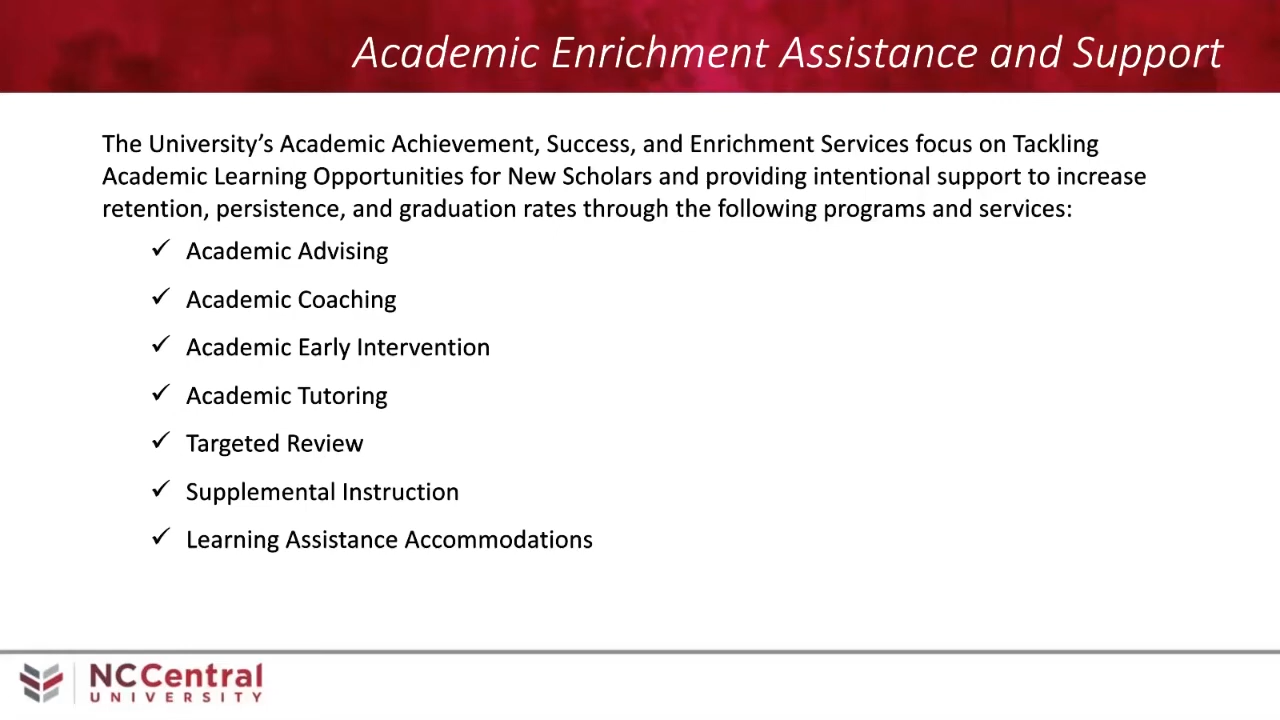 Academic Enrichment Assistance and Support
The University’s Academic Achievement, Success, and Enrichment Services focus on Tackling
Academic Learning Opportunities for New Scholars and providing intentional support to increase
retention, persistence, and graduation rates through the following programs and services:
✓ Academic Advising
✓ Academic Coaching
✓ Academic Early Intervention
✓ Academic Tutoring
✓ Targeted Review
✓ Supplemental Instruction
✓ Learning Assistance Accommodations
NCCentral
UNIVERSITY